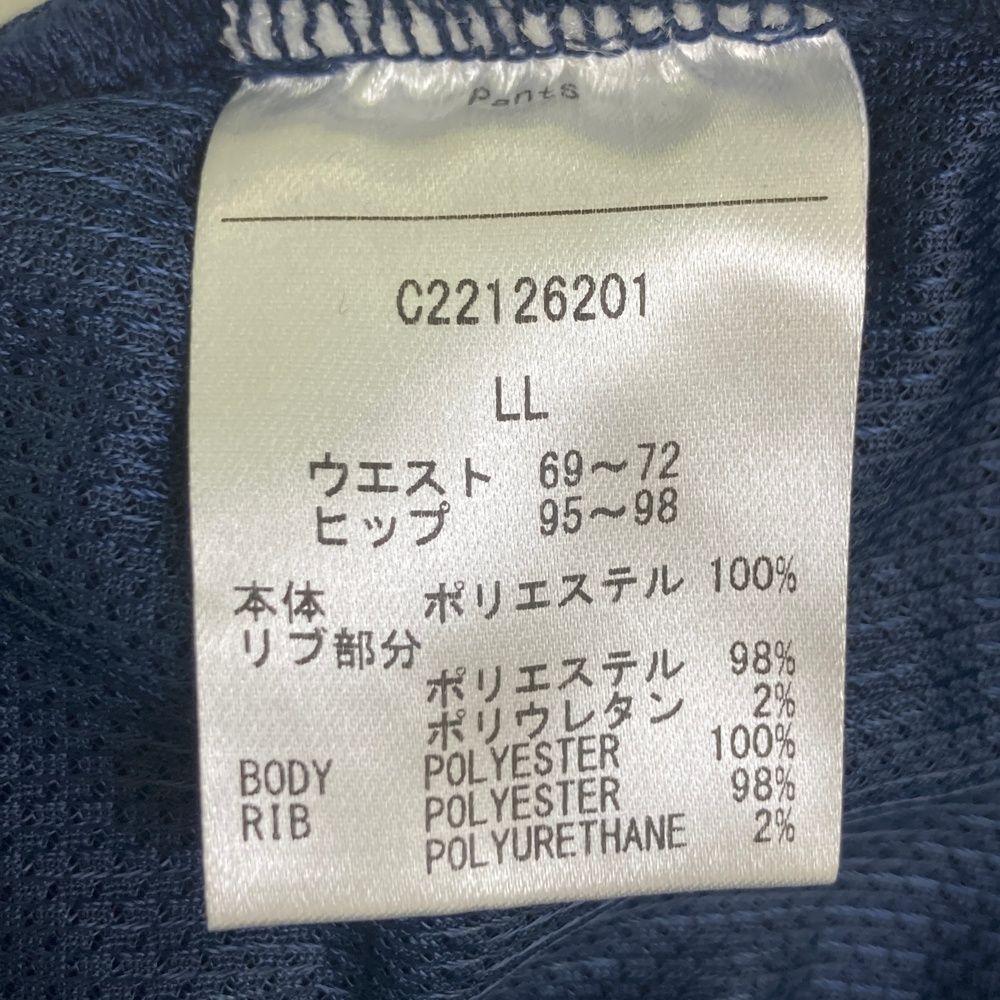 Pants
C22126201
LL
ウエスト 69～72
ヒップ 95～98
本体 ポリエステル 100%
リブ部分
ポリエステル 98%
ポリウレタン 2%
BODY POLYESTER 100%
RIB POLYESTER 98%
POLYURETHANE 2%